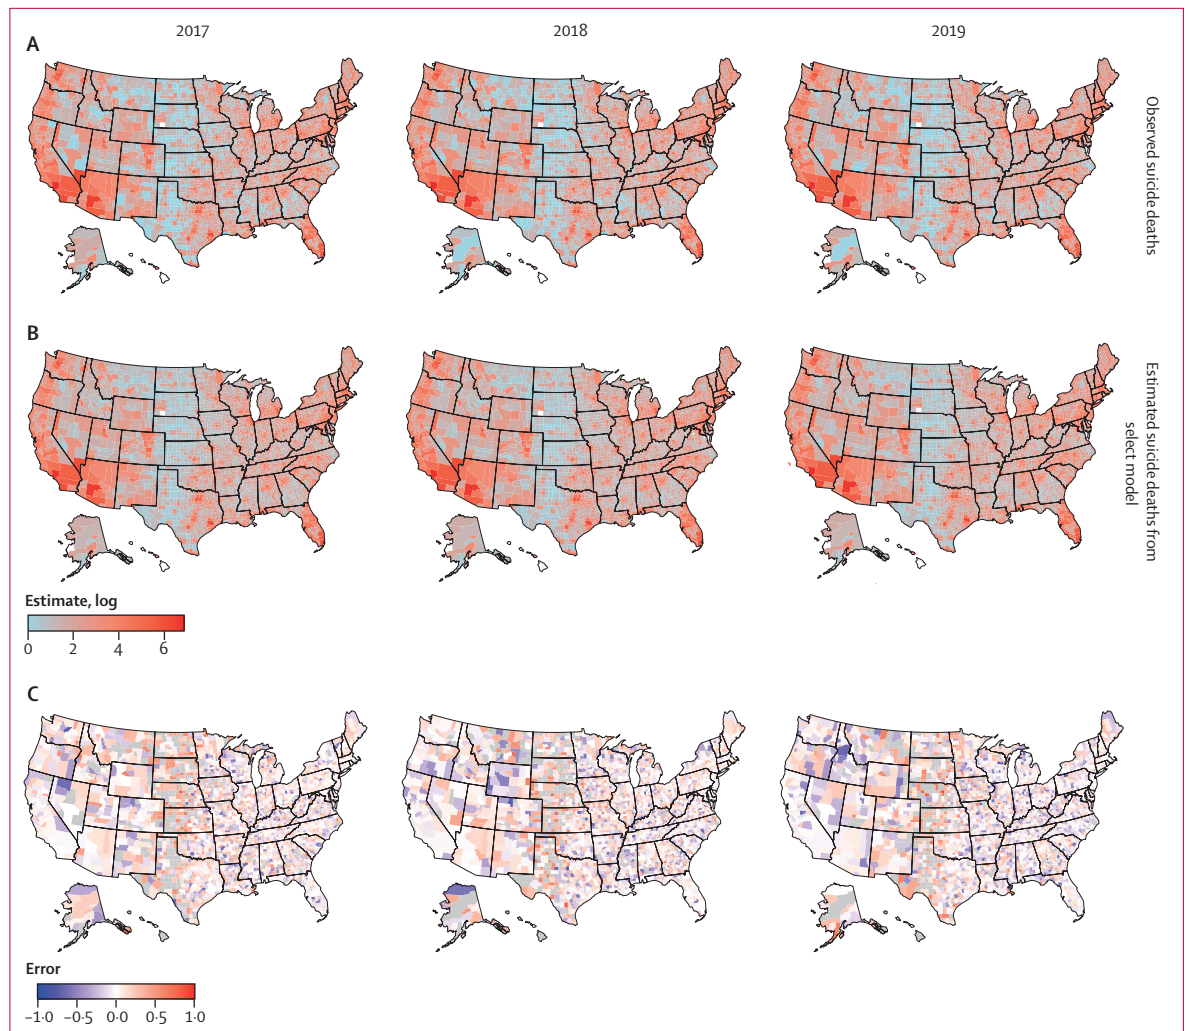 2017
2018
2019
A
Observed suicide deaths
B
Estimated suicide deaths from
select model
Estimate, log
0 2 4 6
C
Error
–1·0 –0·5 0·0 0·5 1·0